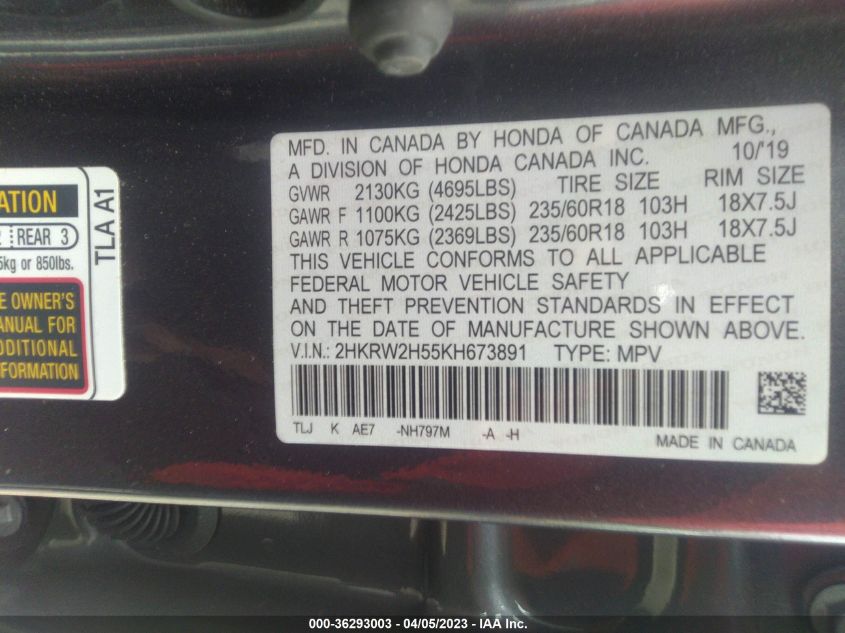 ATION
2 REAR 3
5kg or 850lbs.
E OWNER'S
ANUAL FOR
DDITIONAL
FORMATION
TLA A1
MFD. IN CANADA BY HONDA OF CANADA MFG.,
A DIVISION OF HONDA CANADA INC. 10/'19
GVWR 2130KG (4695LBS) TIRE SIZE RIM SIZE
GAWR F 1100KG (2425LBS) 235/60R18 103H 18X7.5J
GAWR R 1075KG (2369LBS) 235/60R18 103H 18X7.5J
THIS VEHICLE CONFORMS TO ALL APPLICABLE
FEDERAL MOTOR VEHICLE SAFETY
AND THEFT PREVENTION STANDARDS IN EFFECT
ON THE DATE OF MANUFACTURE SHOWN ABOVE.
V.I.N.: 2HKRW2H55KH673891 TYPE: MPV
TLJ K AE7 -NH797M -A -H
MADE IN CANADA
000-36293003 - 04/05/2023 - IAA Inc.